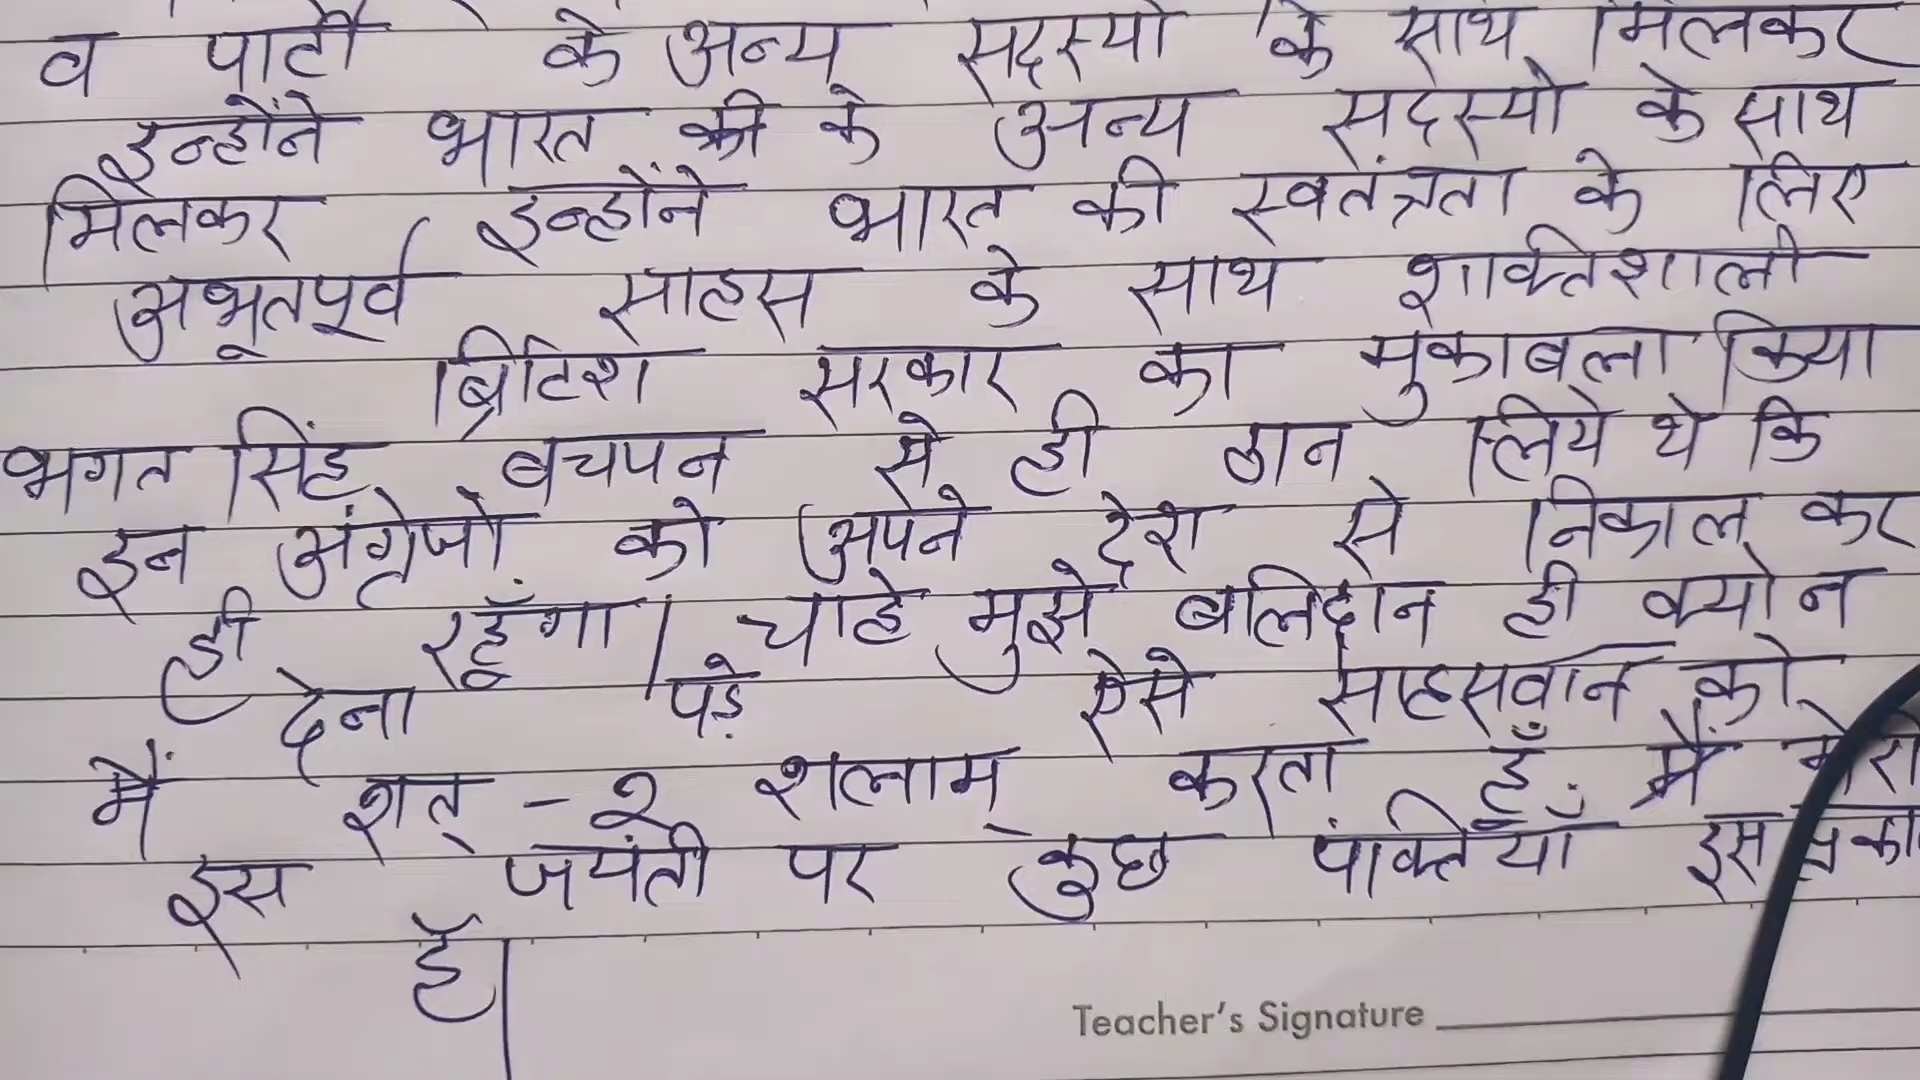 व पार्टी के अन्य सदस्यो के साथ मिलकर
इन्होंने भारत की के अन्य सदस्यो के साथ
मिलकर इन्होंने भारत की स्वतंत्रता के लिए
अभूतपूर्व साहस के साथ शक्तिशाली
ब्रिटिश सरकार का मुकाबला किया
भगत सिंह बचपन से ही ठान लिये थे कि
इन अंग्रेजो को अपने देश से निकाल कर
ही रहूँगा। चाहे मुझे बलिदान ही क्यो न
देना पड़े ऐसे साहसवान को
मैं शत् -२ शलाम् करता हूँ. मैं
इस जयंती पर कुछ पंक्तियाँ इस
है।
Teacher's Signature